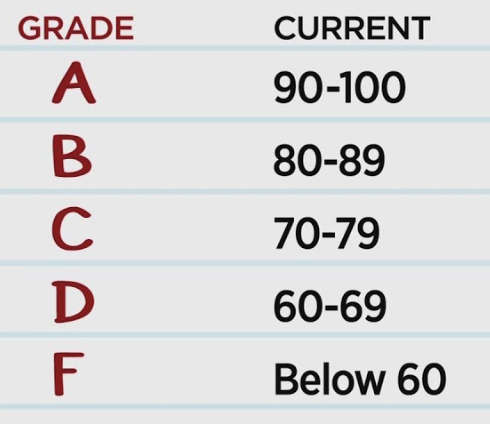 GRADE CURRENT
A 90-100
B 80-89
C 70-79
D 60-69
F Below 60